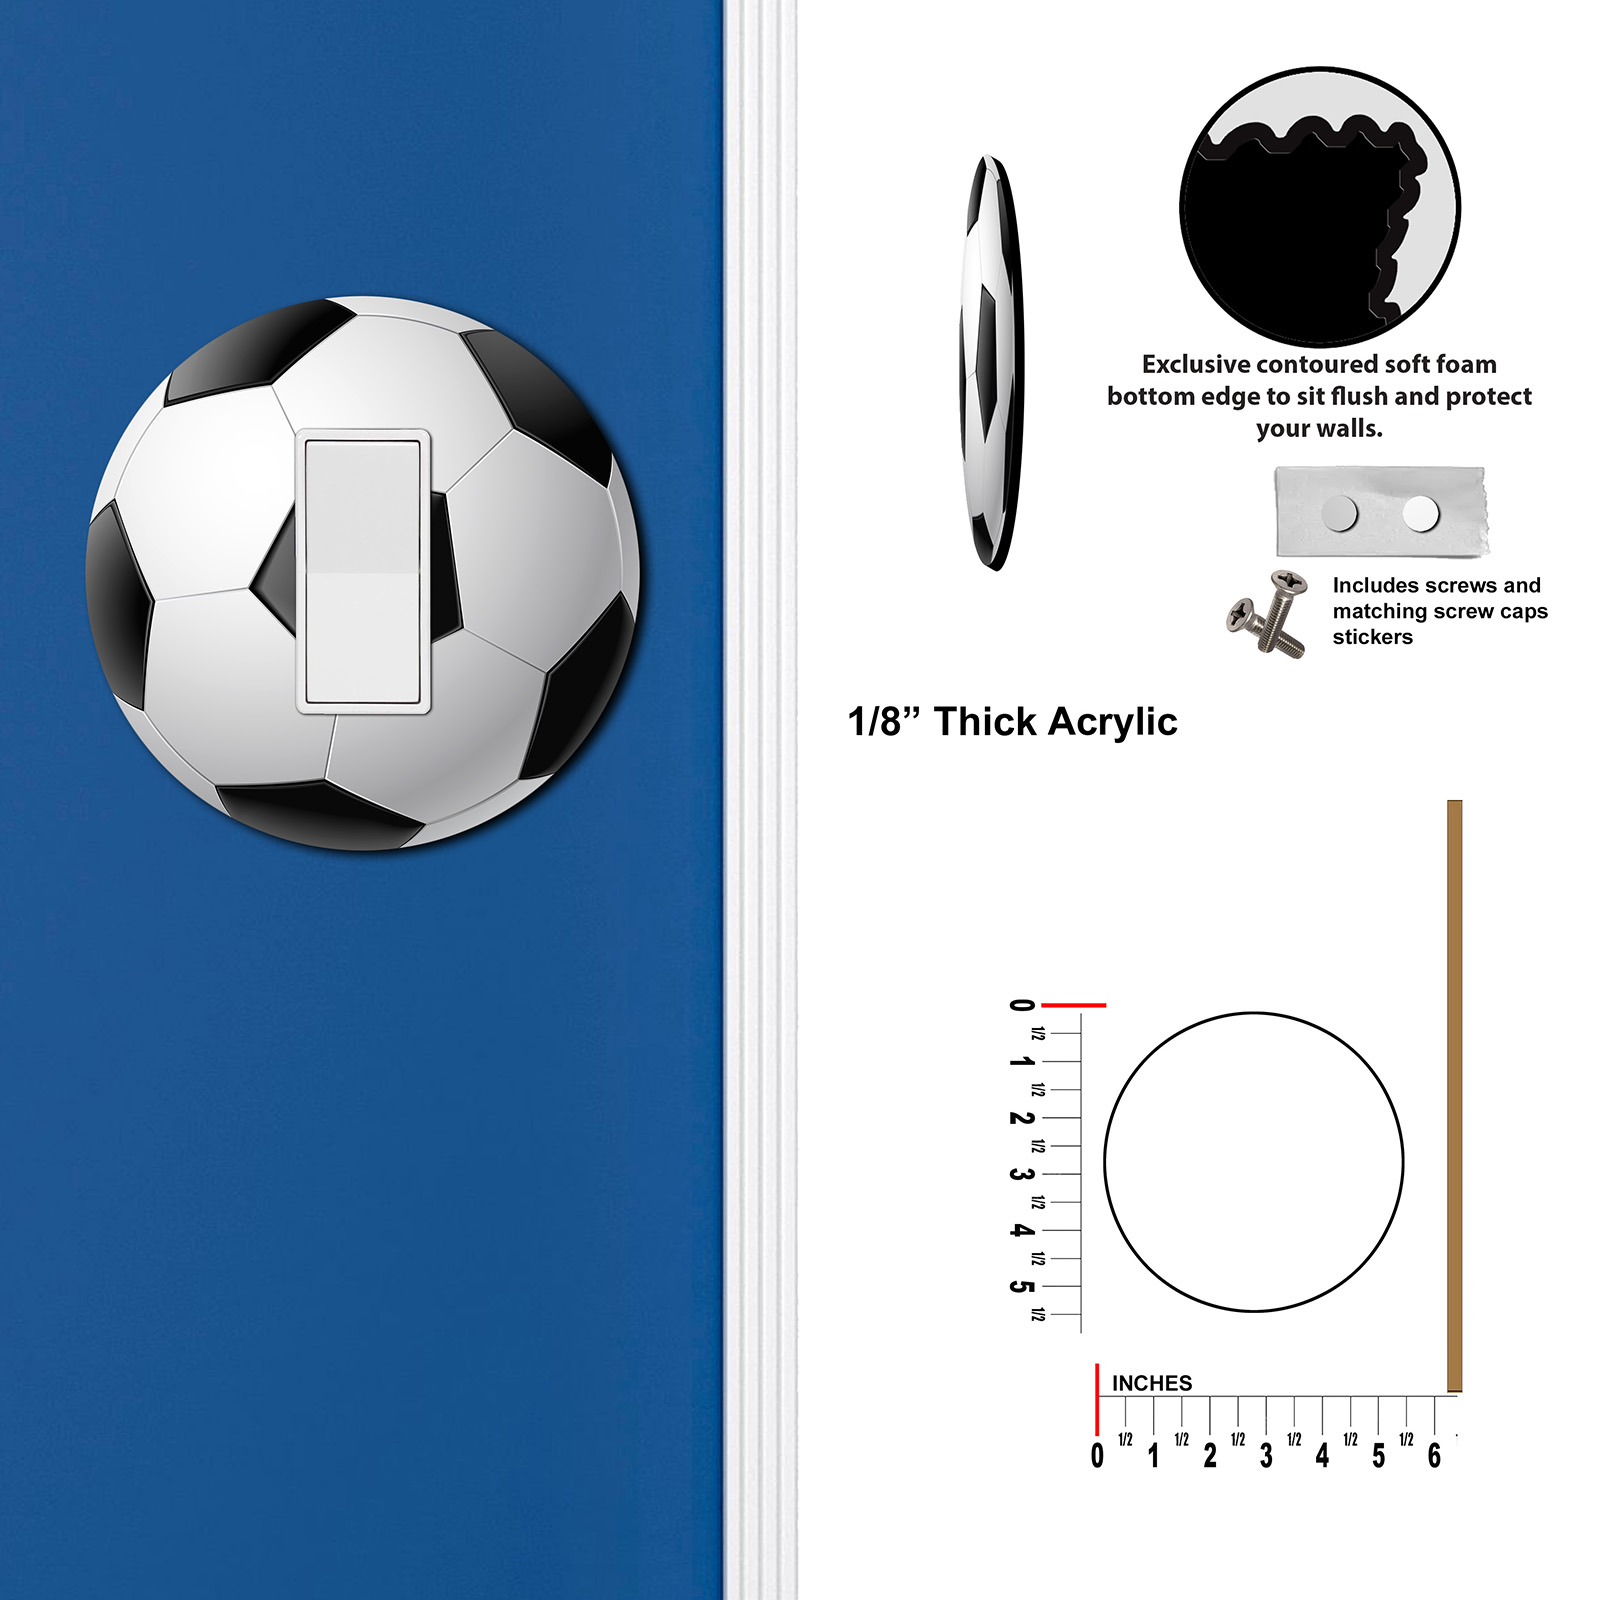 Exclusive contoured soft foam
bottom edge to sit flush and protect
your walls.
Includes screws and
matching screw caps
stickers
1/8” Thick Acrylic
0
1/2
1
1/2
2
1/2
3
1/2
4
1/2
5
1/2
INCHES
0 1/2 1 1/2 2 1/2 3 1/2 4 1/2 5 1/2 6